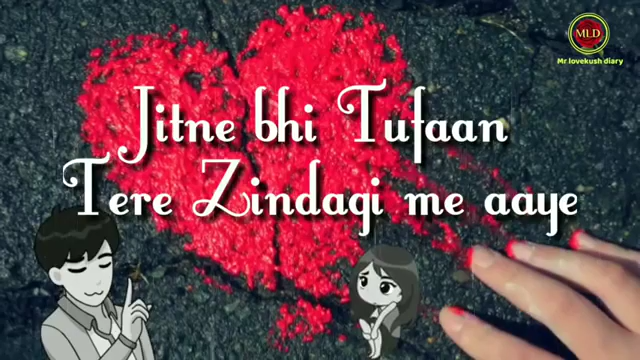 MLD
Mr.lovekush diary
Jitne bhi Tufaan
Tere Zindagi me aaye